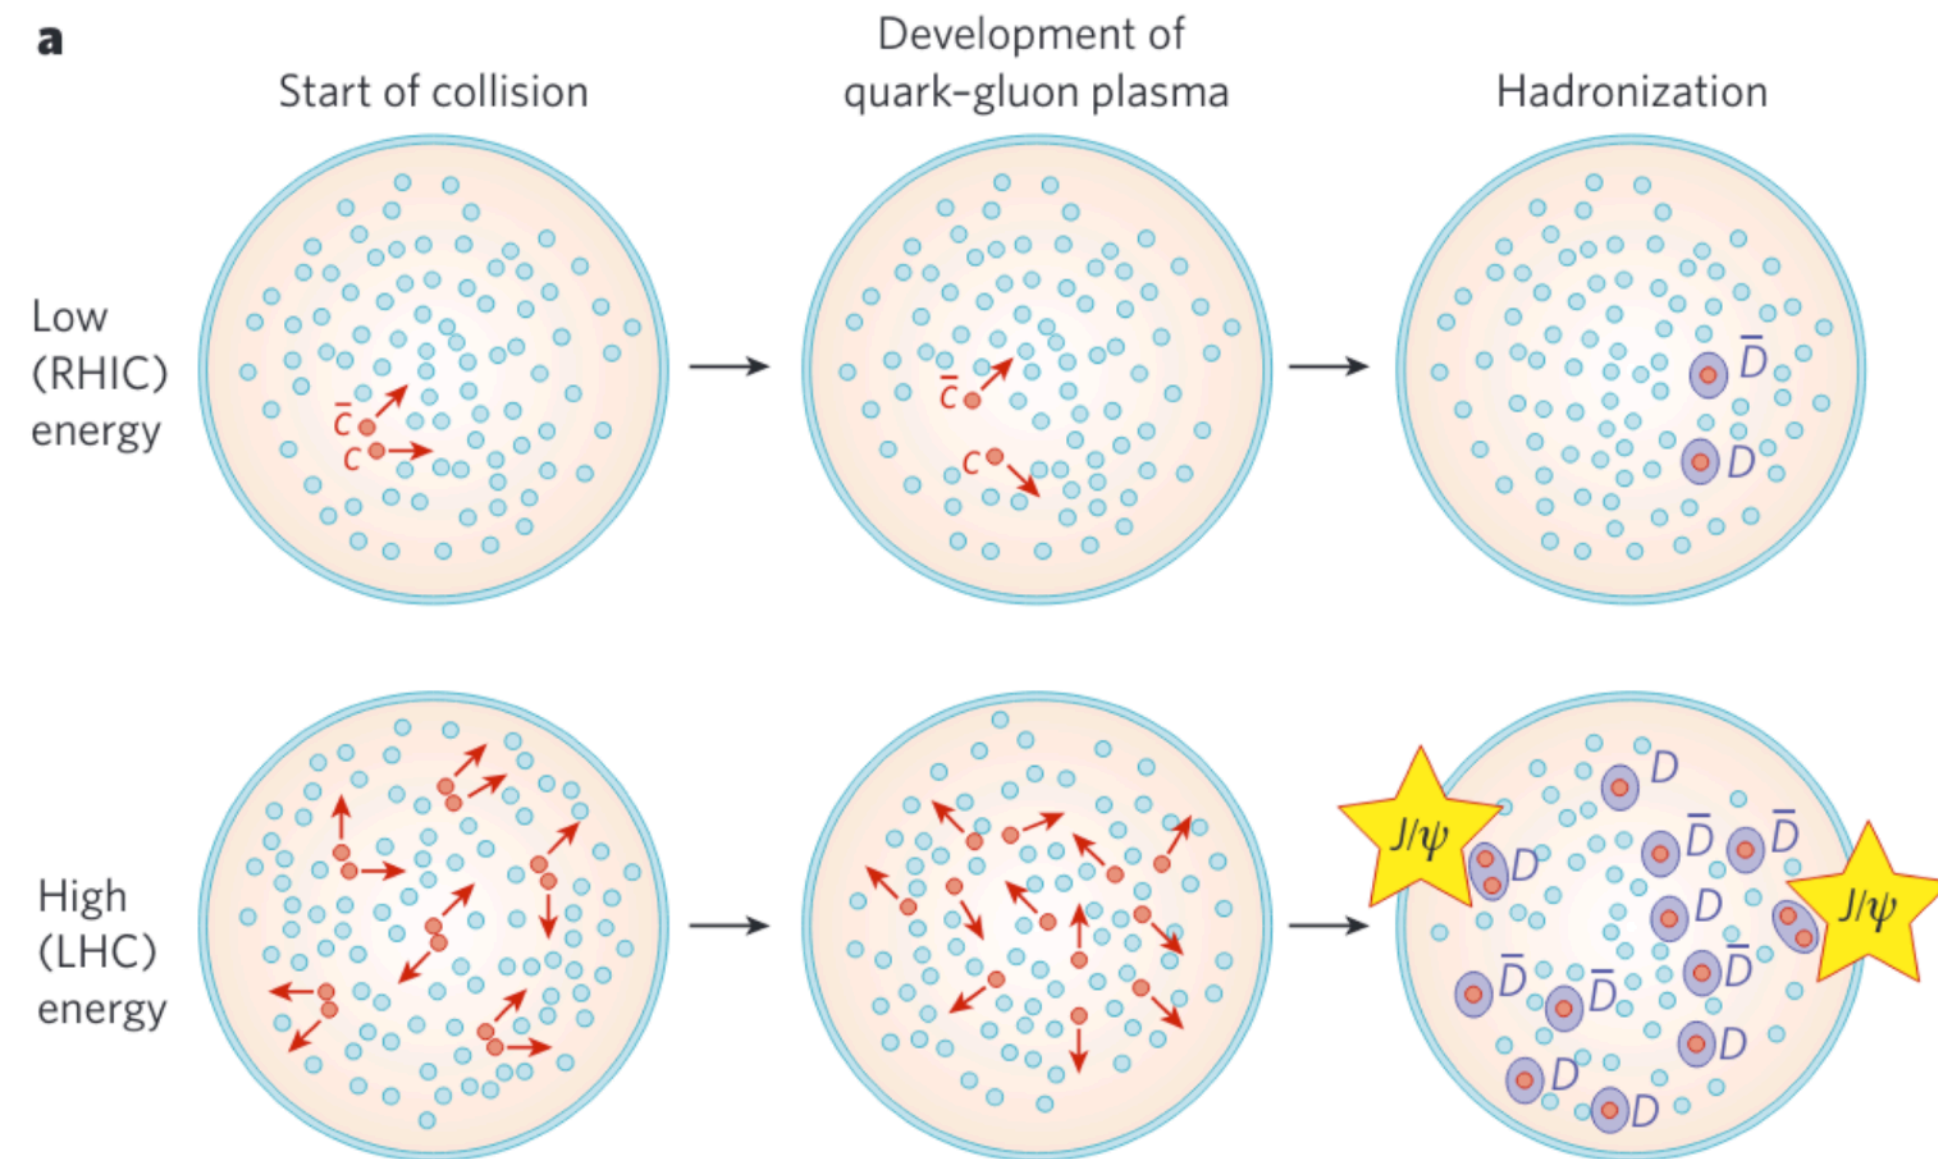 a
Start of collision
Development of
quark–gluon plasma
Hadronization
Low
(RHIC)
energy
c̅
c
c̅
c
D̅
D
High
(LHC)
energy
J/ψ
D
D
D̅
D̅
D
J/ψ
D̅
D̅
D̅
D
D
D